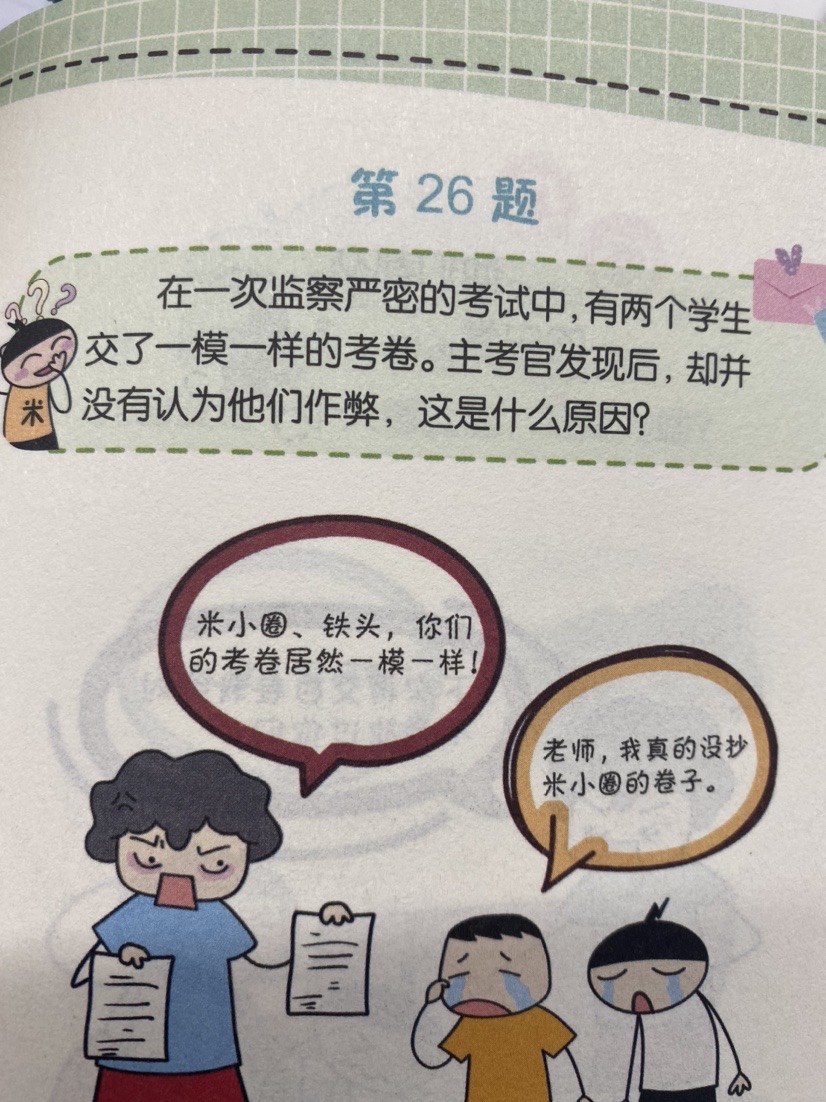 第 26 题
在一次监察严密的考试中，有两个学生
交了一模一样的考卷。主考官发现后，却并
没有认为他们作弊，这是什么原因？
米
米小圈、铁头，你们
的考卷居然一模一样！
老师，我真的没抄
米小圈的卷子。